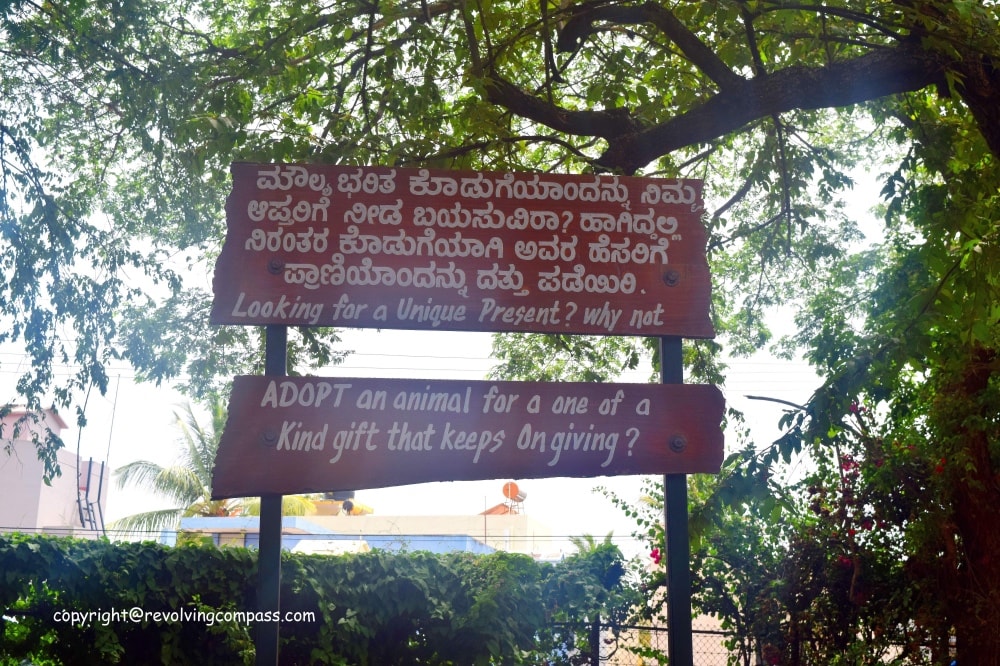 ಮೌಲ್ಯ ಭರಿತ ಕೊಡುಗೆಯಾಂದನ್ನು ನಿಮ್ಮ
ಆಪ್ತರಿಗೆ ನೀಡ ಬಯಸುವಿರಾ? ಹಾಗಿದ್ದಲ್ಲಿ
ನಿರಂತರ ಕೊಡುಗೆಯಾಗಿ ಅವರ ಹೆಸರಿಗೆ
ಪ್ರಾಣಿಯೊಂದನ್ನು ದತ್ತು ಪಡೆಯಿರಿ.
Looking for a Unique Present? why not
ADOPT an animal for a one of a
Kind gift that keeps On giving?
copyright@revolvingcompass.com